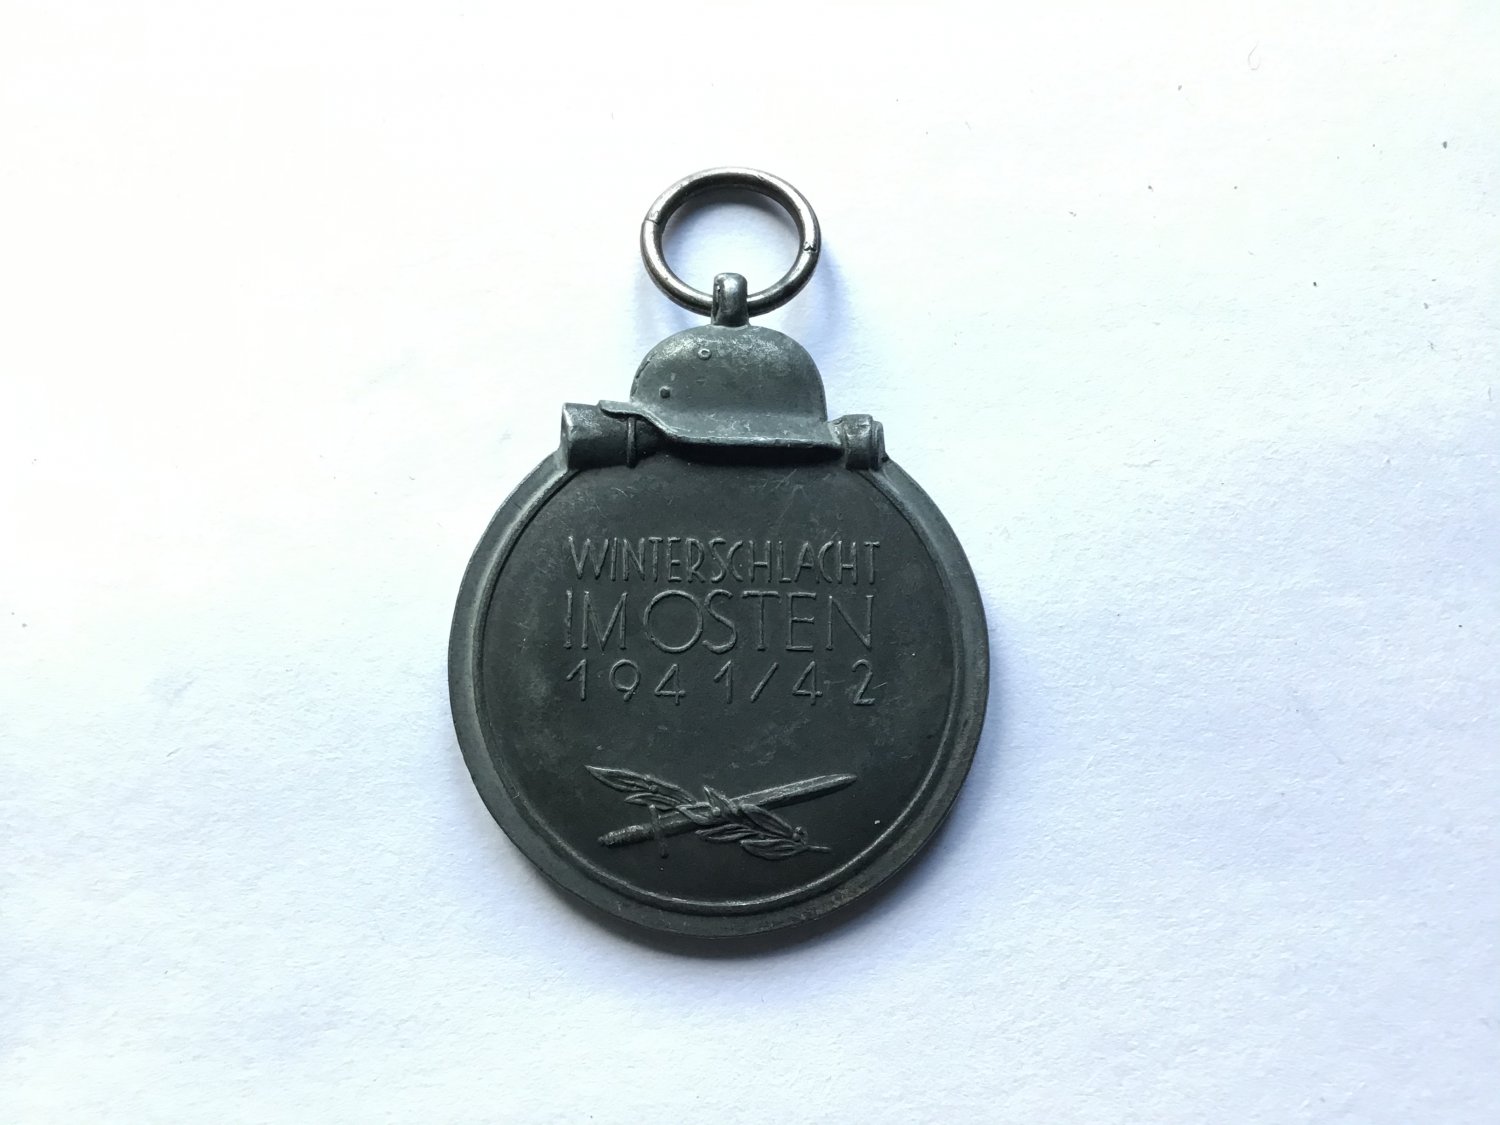 WINTERSCHLACHT
IM OSTEN
1941/42